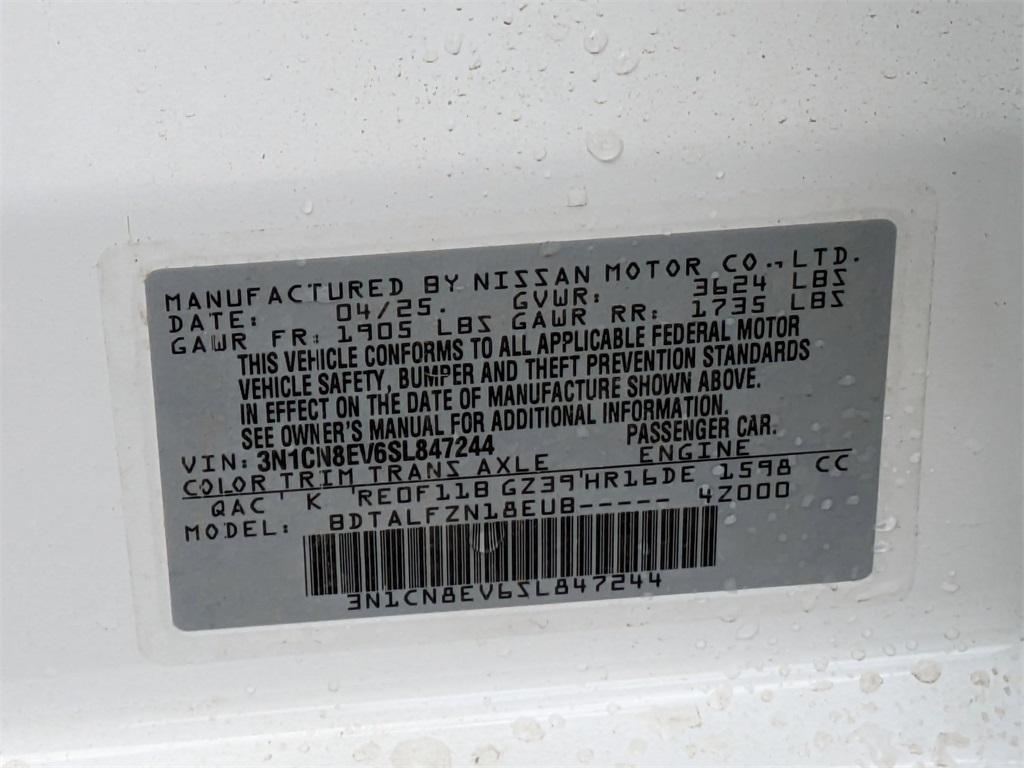 MANUFACTURED BY NISSAN MOTOR CO., LTD.
DATE: 04/25. GVWR: 3624 LBS
GAWR FR: 1905 LBS GAWR RR: 1735 LBS
THIS VEHICLE CONFORMS TO ALL APPLICABLE FEDERAL MOTOR
VEHICLE SAFETY, BUMPER AND THEFT PREVENTION STANDARDS
IN EFFECT ON THE DATE OF MANUFACTURE SHOWN ABOVE.
SEE OWNER'S MANUAL FOR ADDITIONAL INFORMATION.
VIN: 3N1CN8EV6SL847244 PASSENGER CAR.
COLOR TRIM TRANS AXLE ENGINE
QAC ' K 'RE0F11B GZ39'HR16DE 1598 CC
MODEL: BDTALFZN18EUB----- 4Z000
3N1CN8EV6SL847244